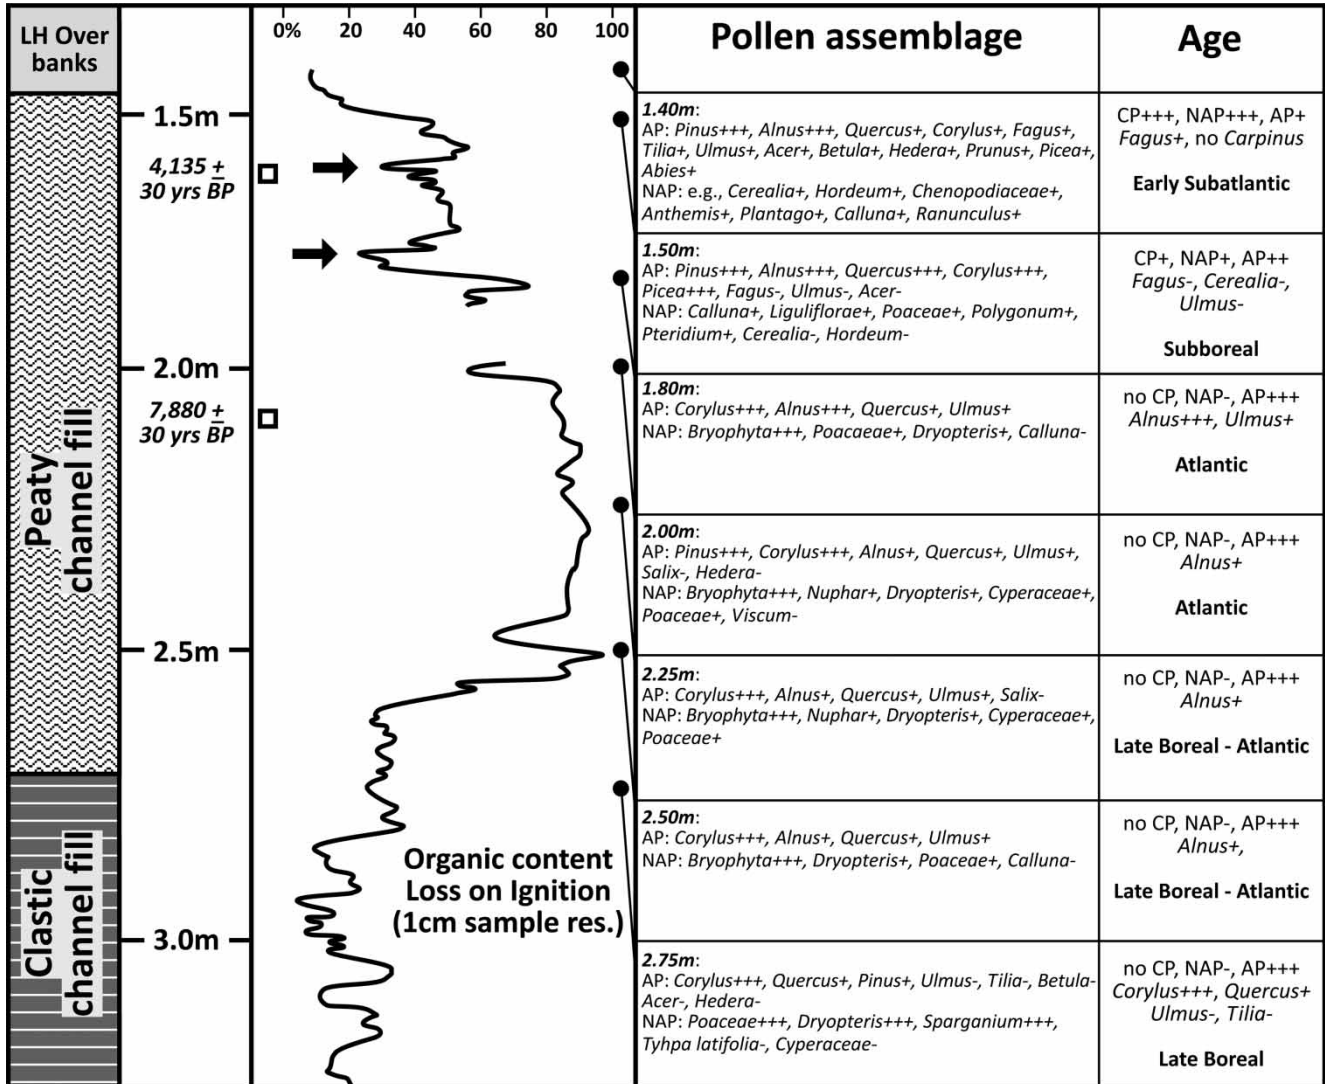 LH Over
banks
Peaty
channel fill
Clastic
channel fill
1.5m
4,135 ±
30 yrs BP
2.0m
7,880 ±
30 yrs BP
2.5m
3.0m
0% 20 40 60 80 100
Organic content
Loss on Ignition
(1cm sample res.)
Pollen assemblage
Age
1.40m:
AP: Pinus+++, Alnus+++, Quercus+, Corylus+, Fagus+,
Tilia+, Ulmus+, Acer+, Betula+, Hedera+, Prunus+, Picea+,
Abies+
NAP: e.g., Cerealia+, Hordeum+, Chenopodiaceae+,
Anthemis+, Plantago+, Calluna+, Ranunculus+
CP+++, NAP+++, AP+
Fagus+, no Carpinus
Early Subatlantic
1.50m:
AP: Pinus+++, Alnus+++, Quercus+++, Corylus+++,
Picea+++, Fagus-, Ulmus-, Acer-
NAP: Calluna+, Liguliflorae+, Poaceae+, Polygonum+,
Pteridium+, Cerealia-, Hordeum-
CP+, NAP+, AP++
Fagus-, Cerealia-,
Ulmus-
Subboreal
1.80m:
AP: Corylus+++, Alnus+++, Quercus+, Ulmus+
NAP: Bryophyta+++, Poacaeae+, Dryopteris+, Calluna-
no CP, NAP-, AP+++
Alnus+++, Ulmus+
Atlantic
2.00m:
AP: Pinus+++, Corylus+++, Alnus+, Quercus+, Ulmus+,
Salix-, Hedera-
NAP: Bryophyta+++, Nuphar+, Dryopteris+, Cyperaceae+,
Poaceae+, Viscum-
no CP, NAP-, AP+++
Alnus+
Atlantic
2.25m:
AP: Corylus+++, Alnus+, Quercus+, Ulmus+, Salix-
NAP: Bryophyta+++, Nuphar+, Dryopteris+, Cyperaceae+,
Poaceae+
no CP, NAP-, AP+++
Alnus+
Late Boreal - Atlantic
2.50m:
AP: Corylus+++, Alnus+, Quercus+, Ulmus+
NAP: Bryophyta+++, Dryopteris+, Poaceae+, Calluna-
no CP, NAP-, AP+++
Alnus+,
Late Boreal - Atlantic
2.75m:
AP: Corylus+++, Quercus+, Pinus+, Ulmus-, Tilia-, Betula-
Acer-, Hedera-
NAP: Poaceae+++, Dryopteris+++, Sparganium+++,
Tyhpa latifolia-, Cyperaceae-
no CP, NAP-, AP+++
Corylus+++, Quercus+
Ulmus-, Tilia-
Late Boreal